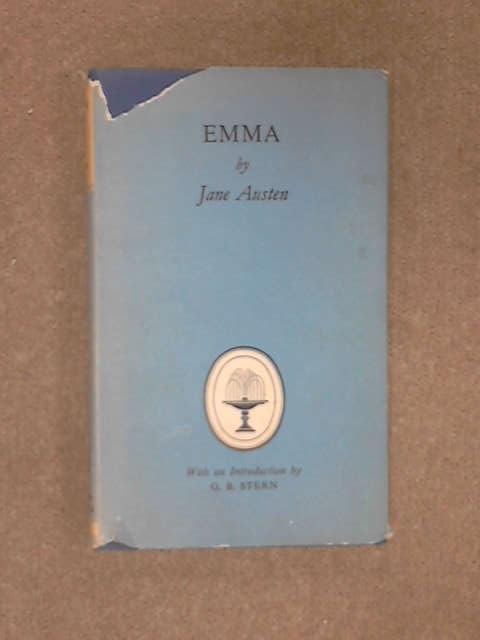 EMMA
by
Jane Austen
With an Introduction by
G. B. STERN